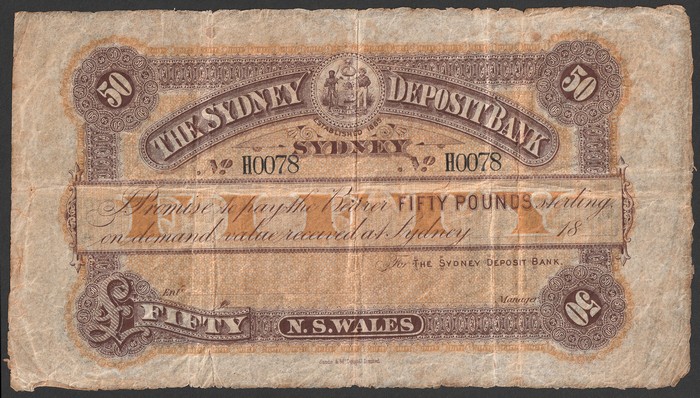 50
50
THE SYDNEY DEPOSIT BANK
ESTABLISHED
SYDNEY
No H0078
No H0078
FIFTY
I Promise to pay the Bearer FIFTY POUNDS sterling
on demand value received at Sydney 18
For THE SYDNEY DEPOSIT BANK.
Entd
Manager
£ FIFTY
N.S.WALES
50